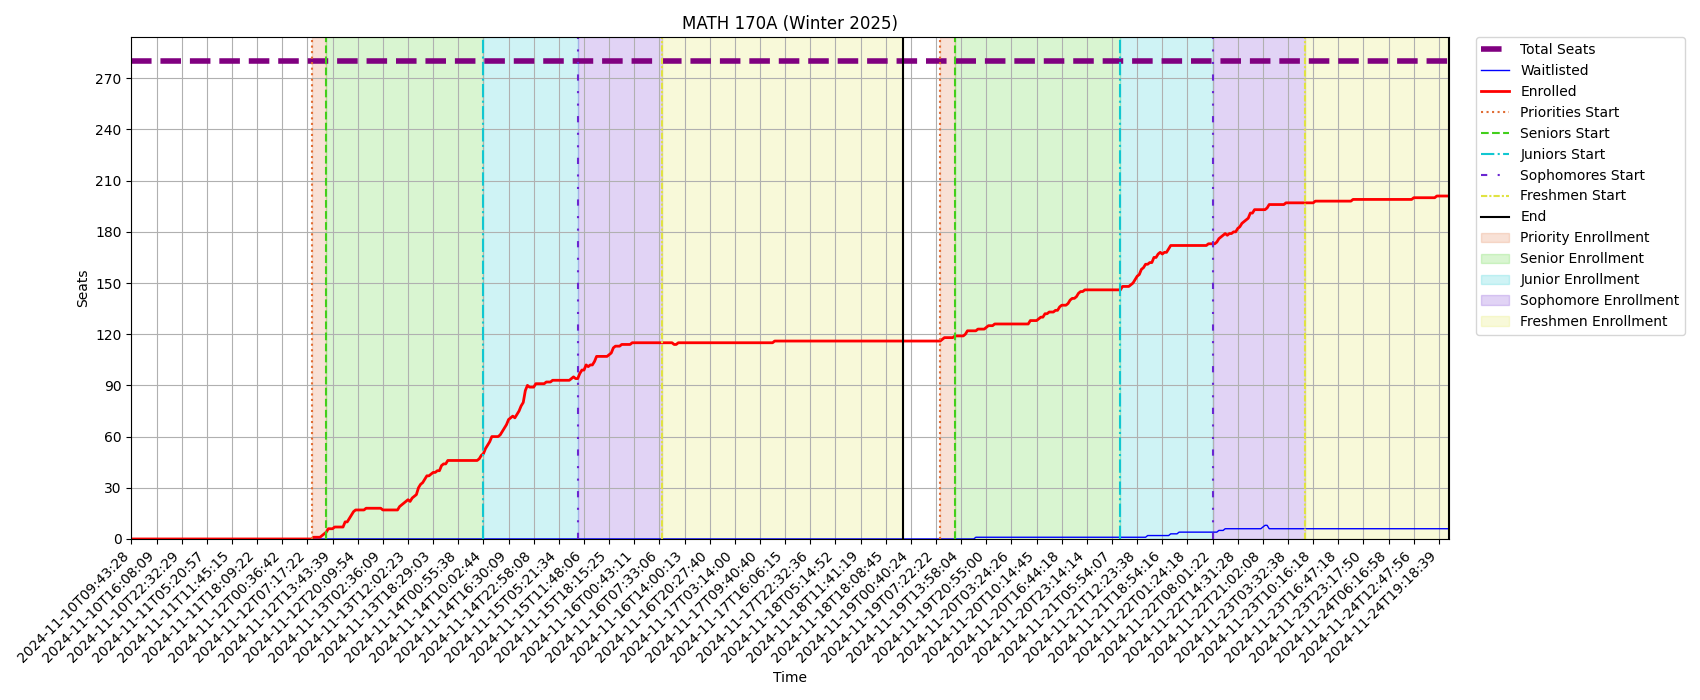 MATH 170A (Winter 2025)
Seats
270
240
210
180
150
120
90
60
30
0
2024-11-10T09:43:28
2024-11-10T16:08:09
2024-11-10T22:32:29
2024-11-11T05:20:57
2024-11-11T11:45:15
2024-11-11T18:09:22
2024-11-12T00:36:42
2024-11-12T07:17:22
2024-11-12T13:43:39
2024-11-12T20:09:54
2024-11-13T02:36:09
2024-11-13T12:02:23
2024-11-13T18:29:03
2024-11-14T00:55:38
2024-11-14T10:02:44
2024-11-14T16:30:09
2024-11-14T22:58:08
2024-11-15T05:21:34
2024-11-15T11:48:06
2024-11-15T18:15:25
2024-11-16T00:43:11
2024-11-16T07:33:06
2024-11-16T14:00:13
2024-11-16T20:27:40
2024-11-17T03:14:00
2024-11-17T09:40:40
2024-11-17T16:06:15
2024-11-17T22:32:36
2024-11-18T05:14:52
2024-11-18T11:41:19
2024-11-18T18:08:45
2024-11-19T00:40:24
2024-11-19T07:22:22
2024-11-19T13:58:04
2024-11-19T20:55:00
2024-11-20T03:24:26
2024-11-20T10:14:45
2024-11-20T16:44:18
2024-11-20T23:14:14
2024-11-21T05:54:07
2024-11-21T12:23:38
2024-11-21T18:54:16
2024-11-22T01:24:18
2024-11-22T08:01:22
2024-11-22T14:31:28
2024-11-22T21:02:08
2024-11-23T03:32:38
2024-11-23T10:16:18
2024-11-23T16:47:18
2024-11-23T23:17:50
2024-11-24T06:16:58
2024-11-24T12:47:56
2024-11-24T19:18:39
Time
Total Seats
Waitlisted
Enrolled
Priorities Start
Seniors Start
Juniors Start
Sophomores Start
Freshmen Start
End
Priority Enrollment
Senior Enrollment
Junior Enrollment
Sophomore Enrollment
Freshmen Enrollment